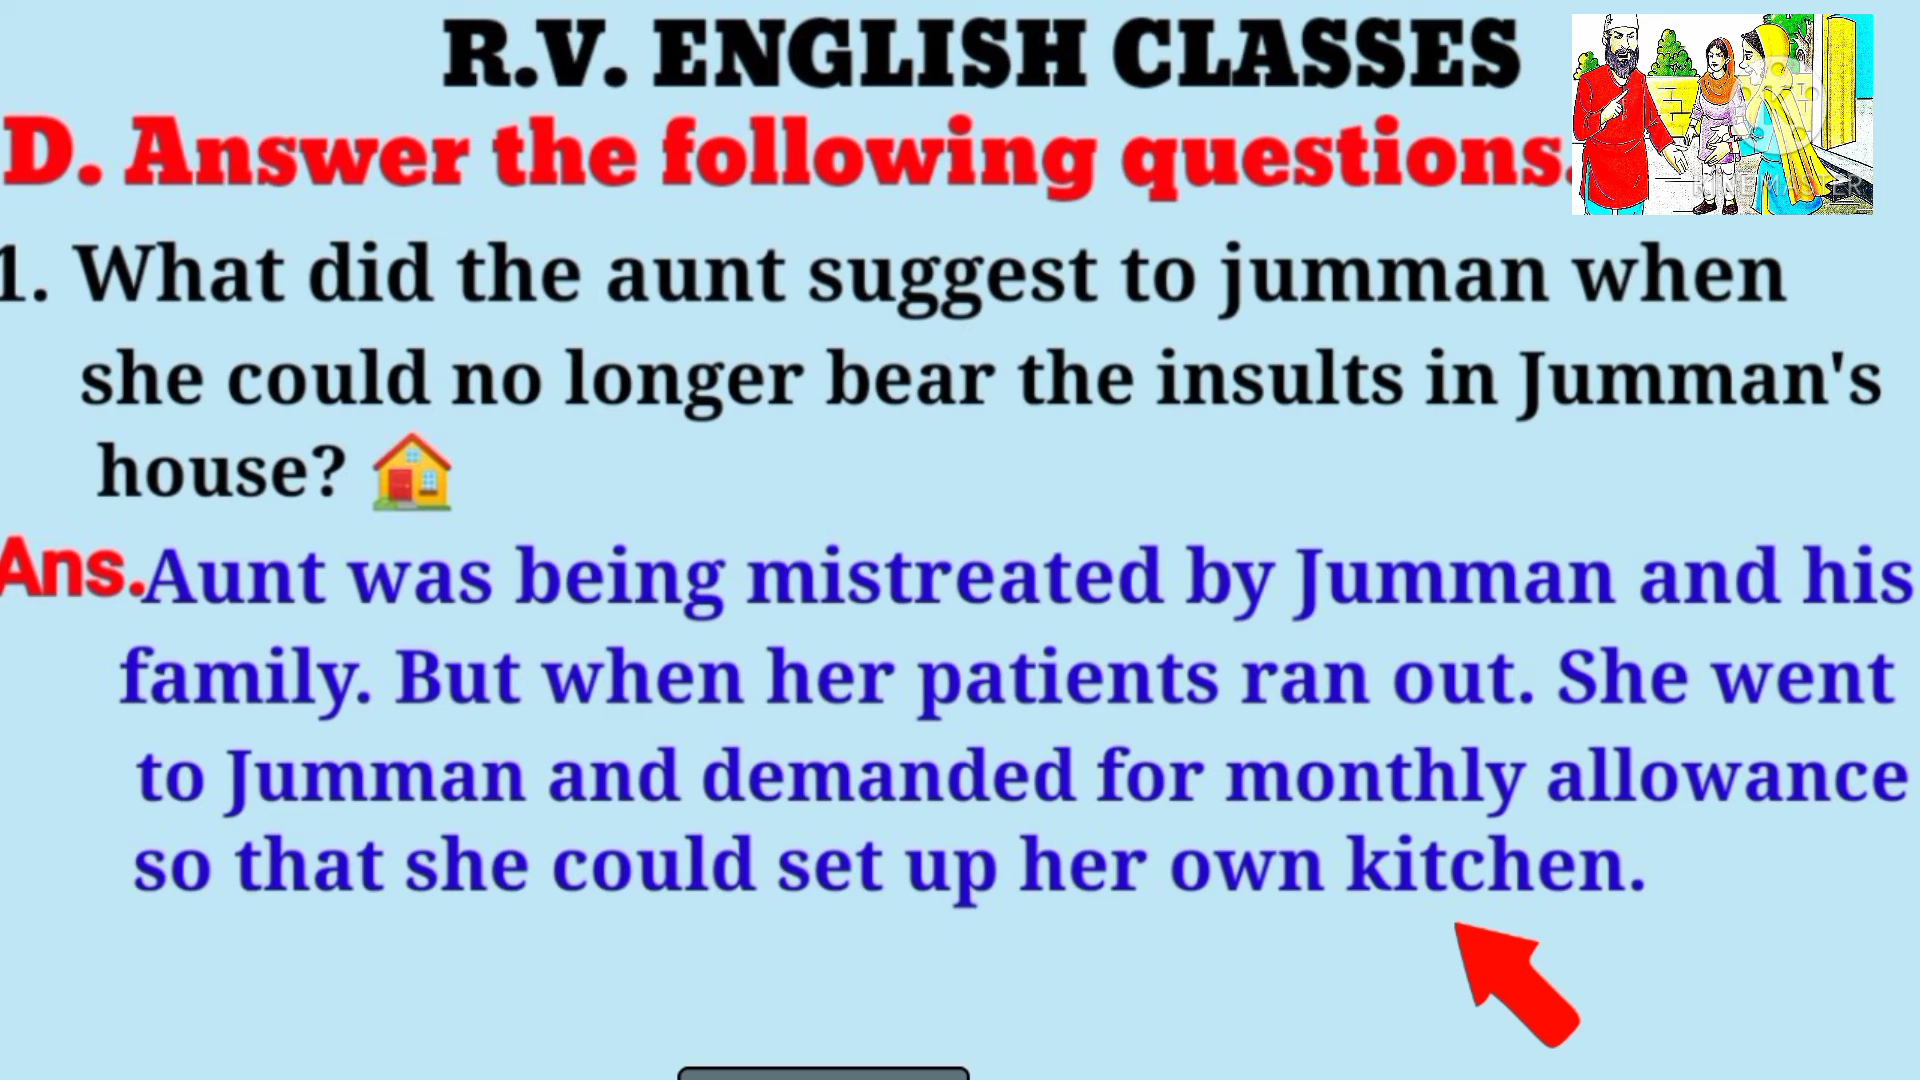 R.V. ENGLISH CLASSES
D. Answer the following questions.
1. What did the aunt suggest to jumman when
she could no longer bear the insults in Jumman's
house?
Ans. Aunt was being mistreated by Jumman and his
family. But when her patients ran out. She went
to Jumman and demanded for monthly allowance
so that she could set up her own kitchen.
KINEMASTER